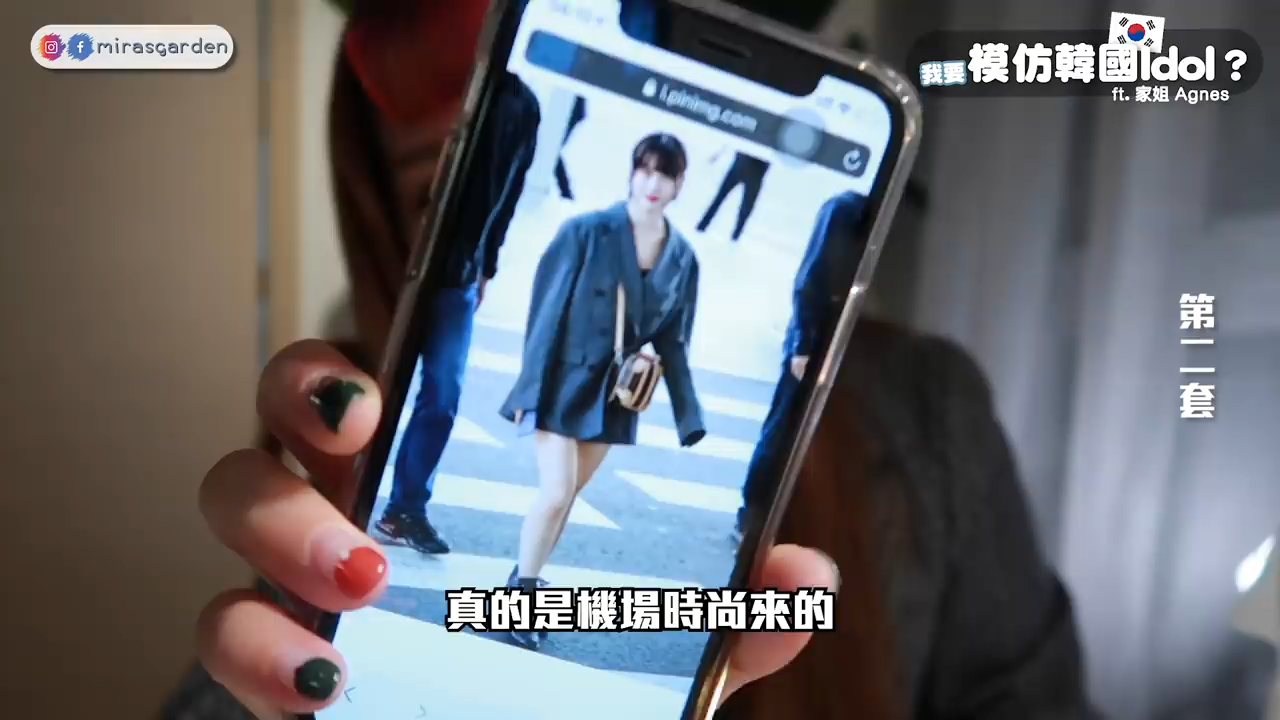 mirasgarden
我要模仿韓國Idol？
ft. 家姐 Agnes
i.pinimg.com
第二套
真的是機場時尚來的